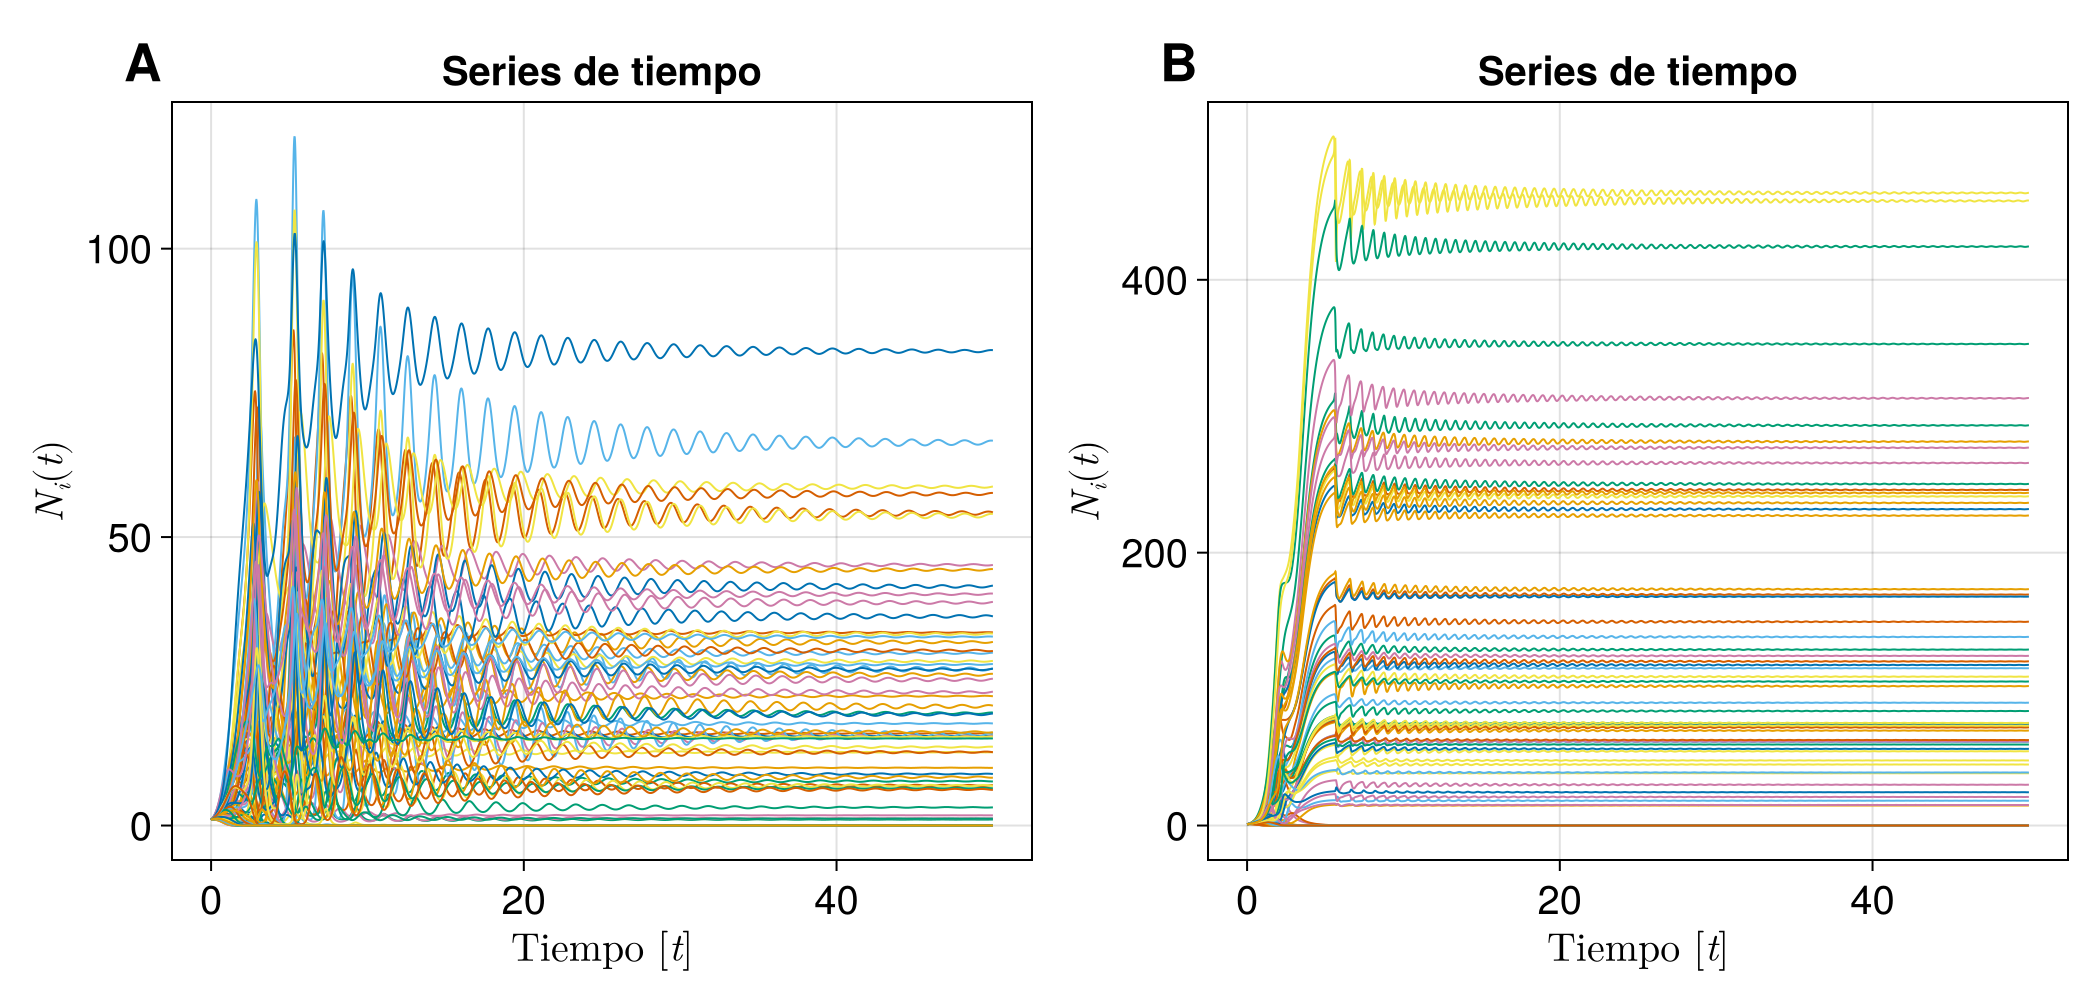 A
Series de tiempo
100
50
0
N_i(t)
0 20 40
Tiempo [t]
B
Series de tiempo
400
200
0
N_i(t)
0 20 40
Tiempo [t]